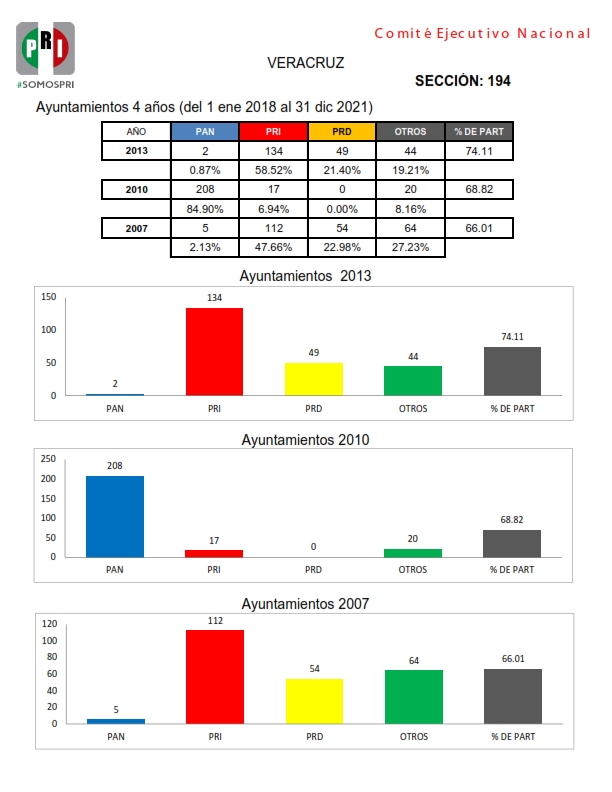 Comité Ejecutivo Nacional
PRI
#SOMOSPRI
VERACRUZ
SECCIÓN: 194
Ayuntamientos 4 años (del 1 ene 2018 al 31 dic 2021)
AÑO PAN PRI PRD OTROS % DE PART
2013 2 134 49 44 74.11
0.87% 58.52% 21.40% 19.21%
2010 208 17 0 20 68.82
84.90% 6.94% 0.00% 8.16%
2007 5 112 54 64 66.01
2.13% 47.66% 22.98% 27.23%
Ayuntamientos 2013
150
100
50
0
2 134 49 44 74.11
PAN PRI PRD OTROS % DE PART
Ayuntamientos 2010
250
200
150
100
50
0
208 17 0 20 68.82
PAN PRI PRD OTROS % DE PART
Ayuntamientos 2007
120
100
80
60
40
20
0
5 112 54 64 66.01
PAN PRI PRD OTROS % DE PART